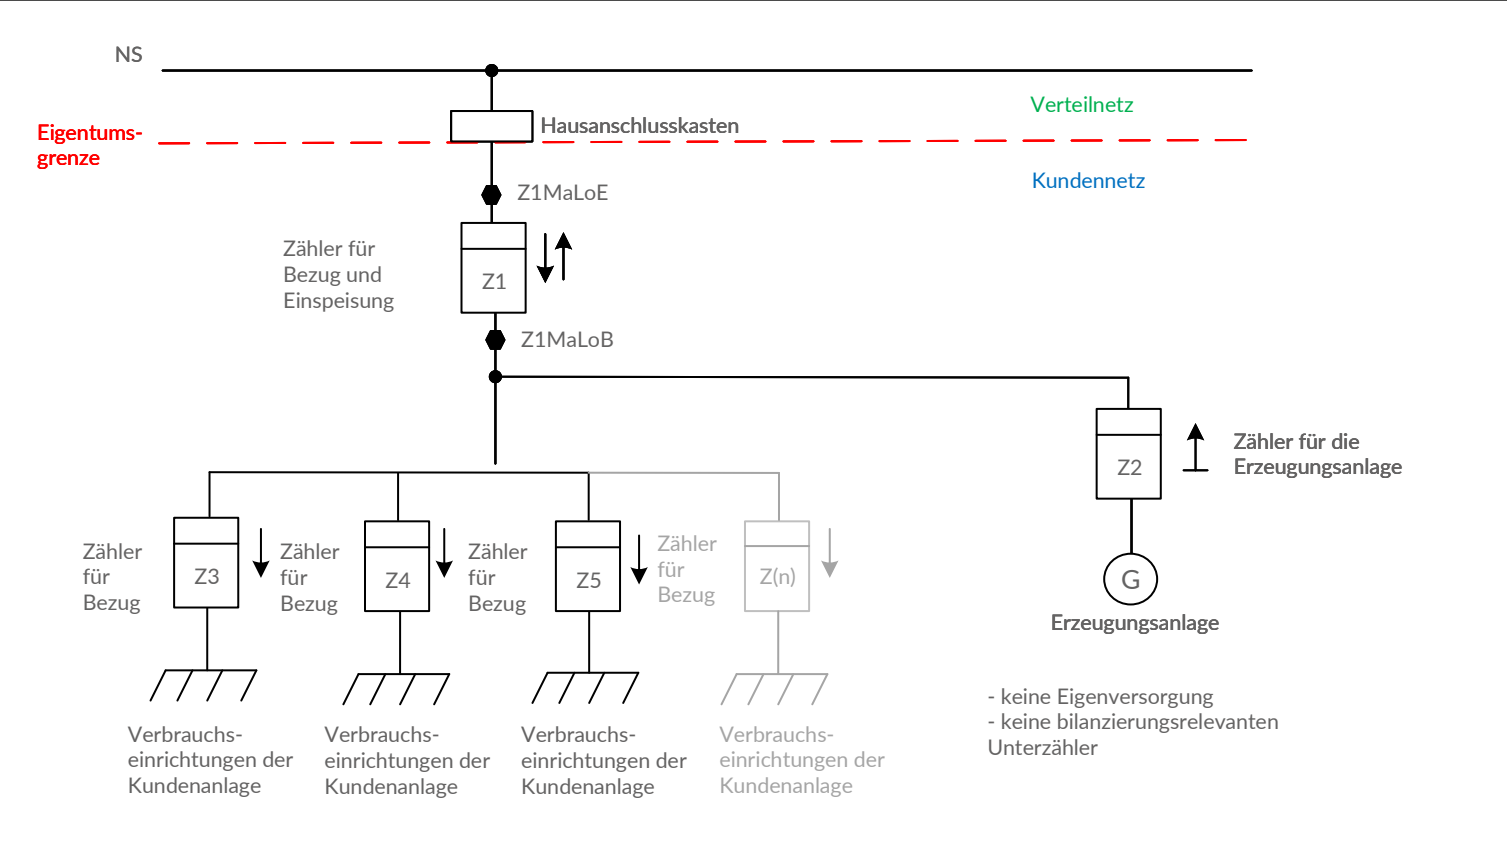 NS
Verteilnetz
Eigentums-
grenze
Hausanschlusskasten
Kundennetz
Z1MaLoE
Zähler für
Bezug und
Einspeisung
Z1
Z1MaLoB
Z2
Zähler für die
Erzeugungsanlage
Zähler
für
Bezug
Z3
Zähler
für
Bezug
Z4
Zähler
für
Bezug
Z5
Zähler
für
Bezug
Z(n)
G
Erzeugungsanlage
Verbrauchs-
einrichtungen der
Kundenanlage
Verbrauchs-
einrichtungen der
Kundenanlage
Verbrauchs-
einrichtungen der
Kundenanlage
Verbrauchs-
einrichtungen der
Kundenanlage
- keine Eigenversorgung
- keine bilanzierungsrelevanten
Unterzähler